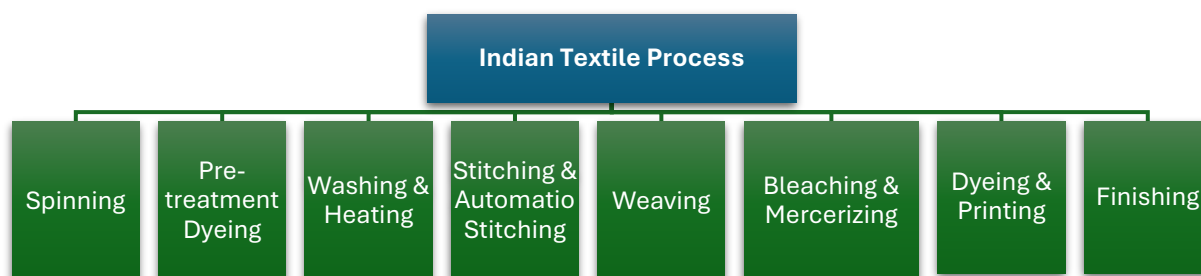 Indian Textile Process
Spinning
Pre-
treatment
Dyeing
Washing &
Heating
Stitching &
Automatio
Stitching
Weaving
Bleaching &
Mercerizing
Dyeing &
Printing
Finishing